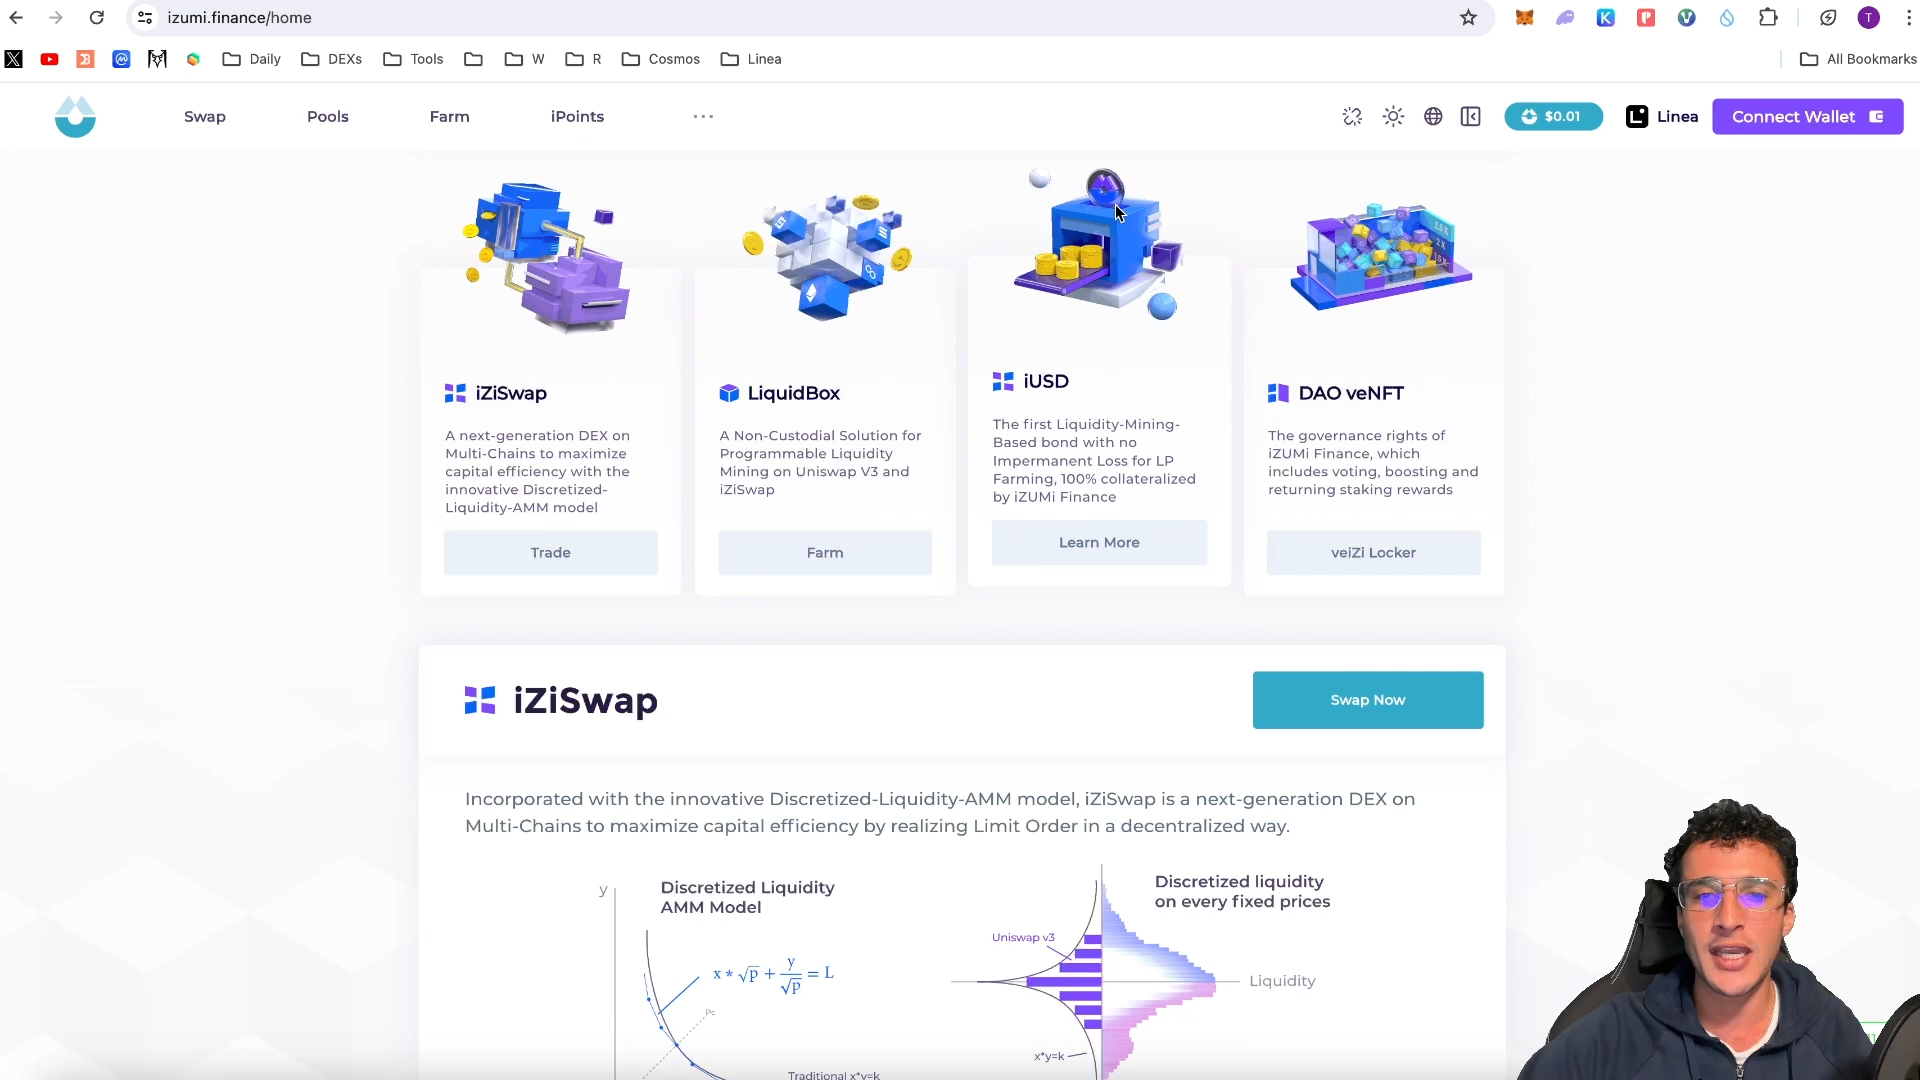 izumi.finance/home
T
Daily
DEXs
Tools
W
R
Cosmos
Linea
All Bookmarks
Swap
Pools
Farm
iPoints
...
$0.01
Linea
Connect Wallet
iZiSwap
A next-generation DEX on
Multi-Chains to maximize
capital efficiency with the
innovative Discretized-
Liquidity-AMM model
Trade
LiquidBox
A Non-Custodial Solution for
Programmable Liquidity
Mining on Uniswap V3 and
iZiSwap
Farm
iUSD
The first Liquidity-Mining-
Based bond with no
Impermanent Loss for LP
Farming, 100% collateralized
by iZUMi Finance
Learn More
DAO veNFT
The governance rights of
iZUMi Finance, which
includes voting, boosting and
returning staking rewards
veiZi Locker
iZiSwap
Swap Now
Incorporated with the innovative Discretized-Liquidity-AMM model, iZiSwap is a next-generation DEX on
Multi-Chains to maximize capital efficiency by realizing Limit Order in a decentralized way.
y
Discretized Liquidity
AMM Model
x * √p + y/√p = L
Pc
Traditional x*y=k
Discretized liquidity
on every fixed prices
Uniswap v3
Liquidity
x*y=k